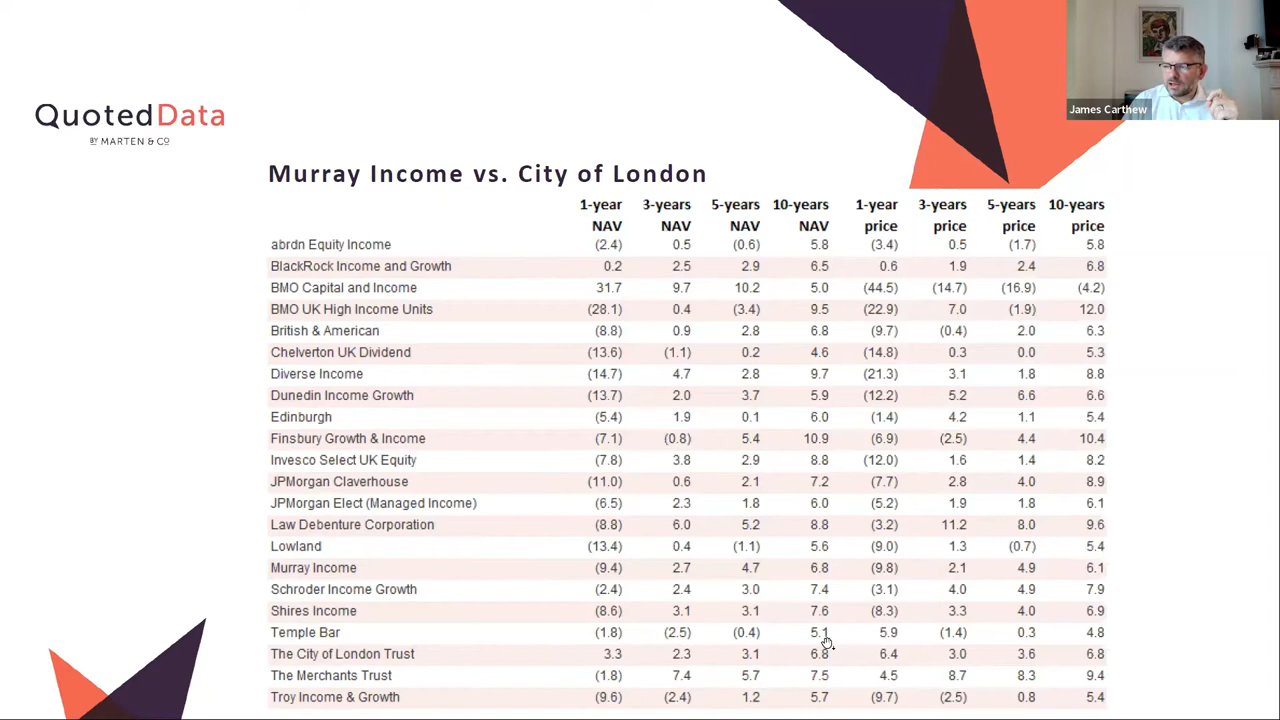 James Carthew
QuotedData
BY MARTEN & CO
Murray Income vs. City of London
1-year NAV 3-years NAV 5-years NAV 10-years NAV 1-year price 3-years price 5-years price 10-years price
abrdn Equity Income (2.4) 0.5 (0.6) 5.8 (3.4) 0.5 (1.7) 5.8
BlackRock Income and Growth 0.2 2.5 2.9 6.5 0.6 1.9 2.4 6.8
BMO Capital and Income 31.7 9.7 10.2 5.0 (44.5) (14.7) (16.9) (4.2)
BMO UK High Income Units (28.1) 0.4 (3.4) 9.5 (22.9) 7.0 (1.9) 12.0
British & American (8.8) 0.9 2.8 6.8 (9.7) (0.4) 2.0 6.3
Chelverton UK Dividend (13.6) (1.1) 0.2 4.6 (14.8) 0.3 0.0 5.3
Diverse Income (14.7) 4.7 2.8 9.7 (21.3) 3.1 1.8 8.8
Dunedin Income Growth (13.7) 2.0 3.7 5.9 (12.2) 5.2 6.6 6.6
Edinburgh (5.4) 1.9 0.1 6.0 (1.4) 4.2 1.1 5.4
Finsbury Growth & Income (7.1) (0.8) 5.4 10.9 (6.9) (2.5) 4.4 10.4
Invesco Select UK Equity (7.8) 3.8 2.9 8.8 (12.0) 1.6 1.4 8.2
JPMorgan Claverhouse (11.0) 0.6 2.1 7.2 (7.7) 2.8 4.0 8.9
JPMorgan Elect (Managed Income) (6.5) 2.3 1.8 6.0 (5.2) 1.9 1.8 6.1
Law Debenture Corporation (8.8) 6.0 5.2 8.8 (3.2) 11.2 8.0 9.6
Lowland (13.4) 0.4 (1.1) 5.6 (9.0) 1.3 (0.7) 5.4
Murray Income (9.4) 2.7 4.7 6.8 (9.8) 2.1 4.9 6.1
Schroder Income Growth (2.4) 2.4 3.0 7.4 (3.1) 4.0 4.9 7.9
Shires Income (8.6) 3.1 3.1 7.6 (8.3) 3.3 4.0 6.9
Temple Bar (1.8) (2.5) (0.4) 5.1 5.9 (1.4) 0.3 4.8
The City of London Trust 3.3 2.3 3.1 6.8 6.4 3.0 3.6 6.8
The Merchants Trust (1.8) 7.4 5.7 7.5 4.5 8.7 8.3 9.4
Troy Income & Growth (9.6) (2.4) 1.2 5.7 (9.7) (2.5) 0.8 5.4